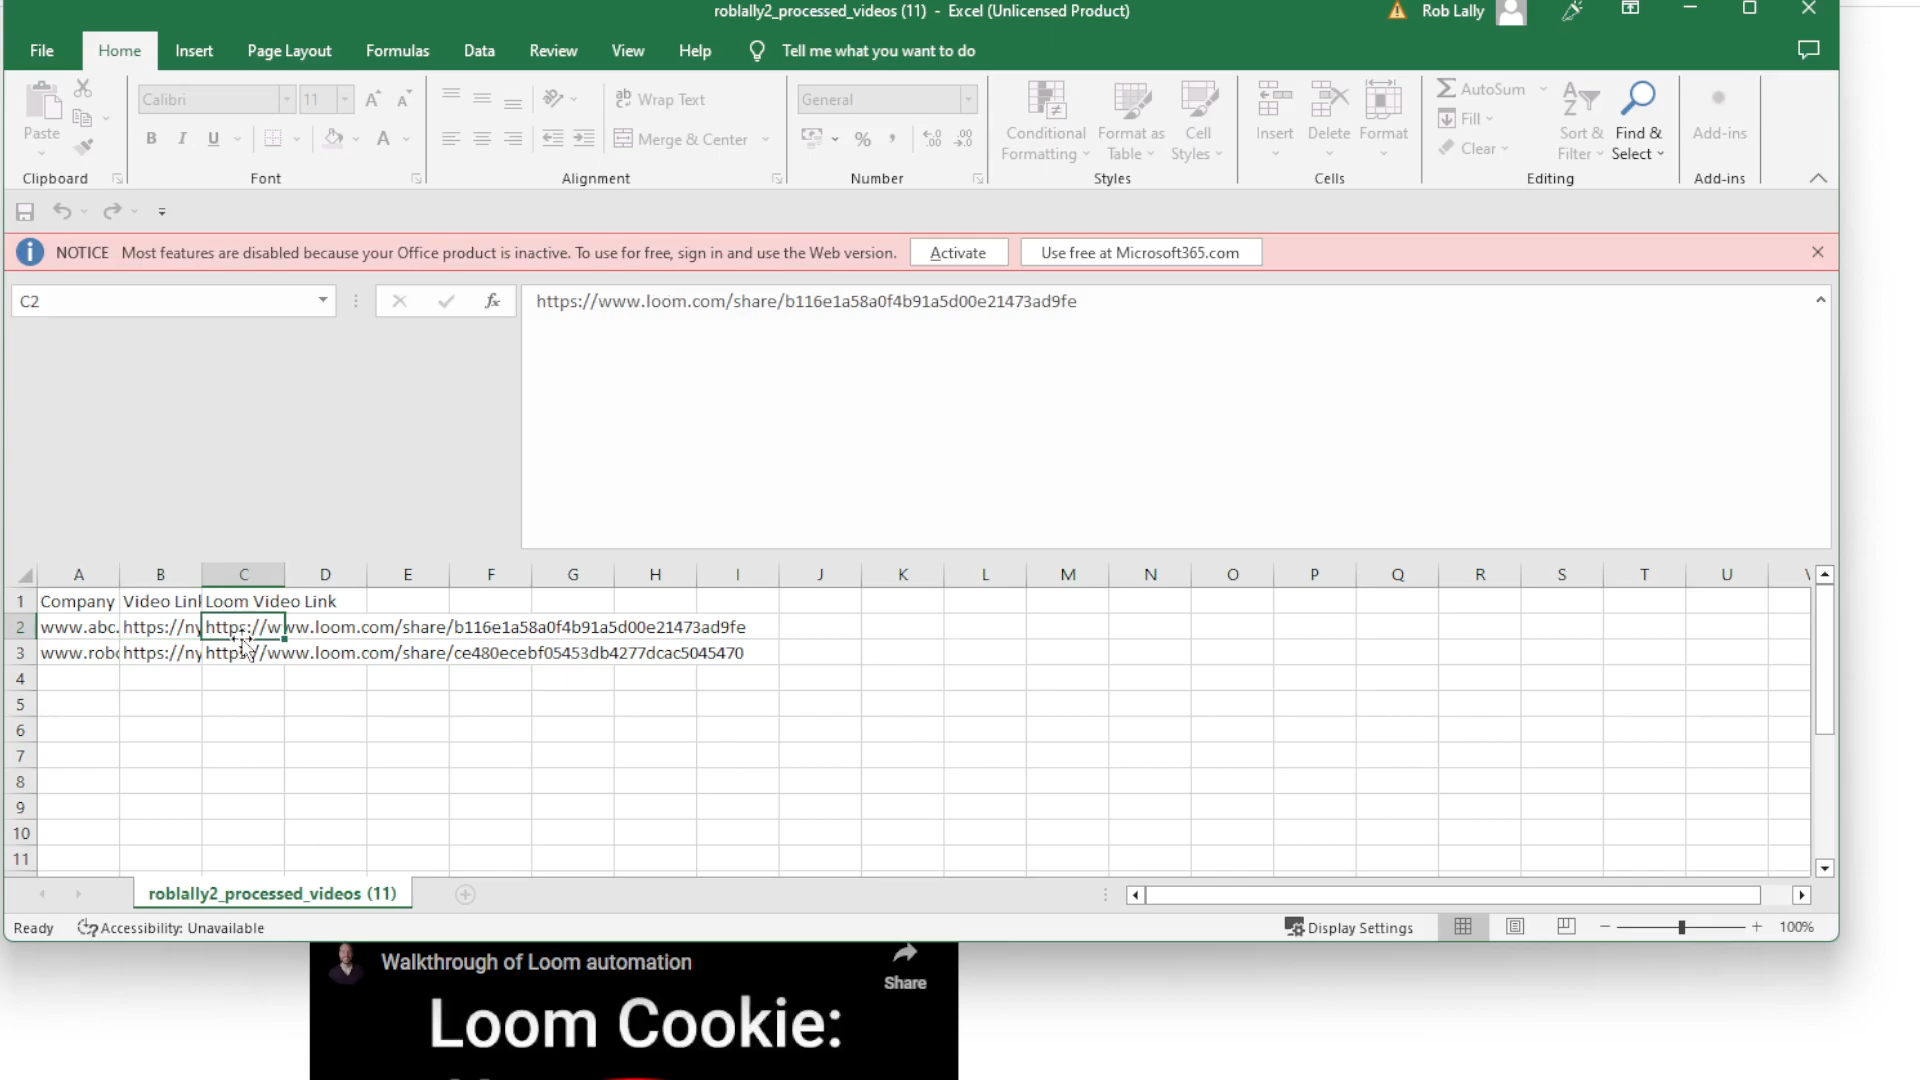 roblally2_processed_videos (11) - Excel (Unlicensed Product)
Rob Lally
File Home Insert Page Layout Formulas Data Review View Help Tell me what you want to do
Paste
Clipboard
Calibri 11
B I U A
Font
Wrap Text
Merge & Center
Alignment
General
%
Number
Conditional Formatting
Format as Table
Cell Styles
Styles
Insert Delete Format
Cells
AutoSum
Fill
Clear
Sort & Filter
Find & Select
Editing
Add-ins
Add-ins
NOTICE Most features are disabled because your Office product is inactive. To use for free, sign in and use the Web version. Activate Use free at Microsoft365.com
C2 fx https://www.loom.com/share/b116e1a58a0f4b91a5d00e21473ad9fe
A B C D E F G H I J K L M N O P Q R S T U
1 Company Video Link Loom Video Link
2 www.abc. https://ny https://www.loom.com/share/b116e1a58a0f4b91a5d00e21473ad9fe
3 www.robo https://ny https://www.loom.com/share/ce480ecebf05453db4277dcac5045470
4
5
6
7
8
9
10
11
roblally2_processed_videos (11)
Ready Accessibility: Unavailable Display Settings 100%
Walkthrough of Loom automation
Share
Loom Cookie: